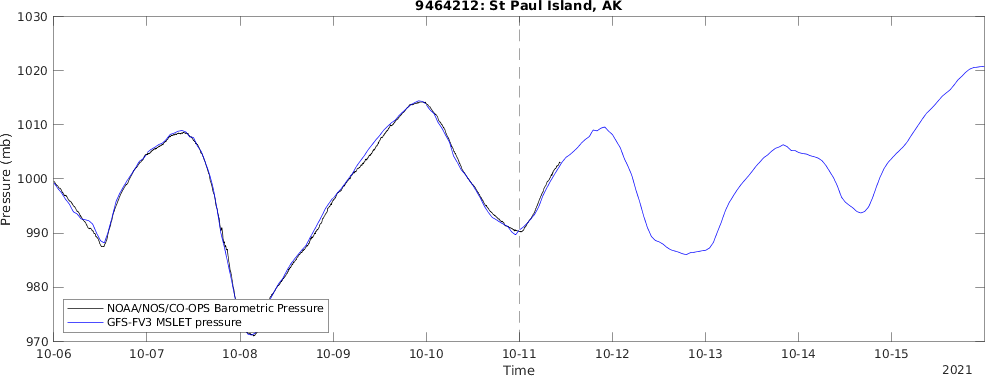 9464212: St Paul Island, AK
Pressure (mb)
1030
1020
1010
1000
990
980
970
NOAA/NOS/CO-OPS Barometric Pressure
GFS-FV3 MSLET pressure
10-06 10-07 10-08 10-09 10-10 10-11 10-12 10-13 10-14 10-15
Time
2021